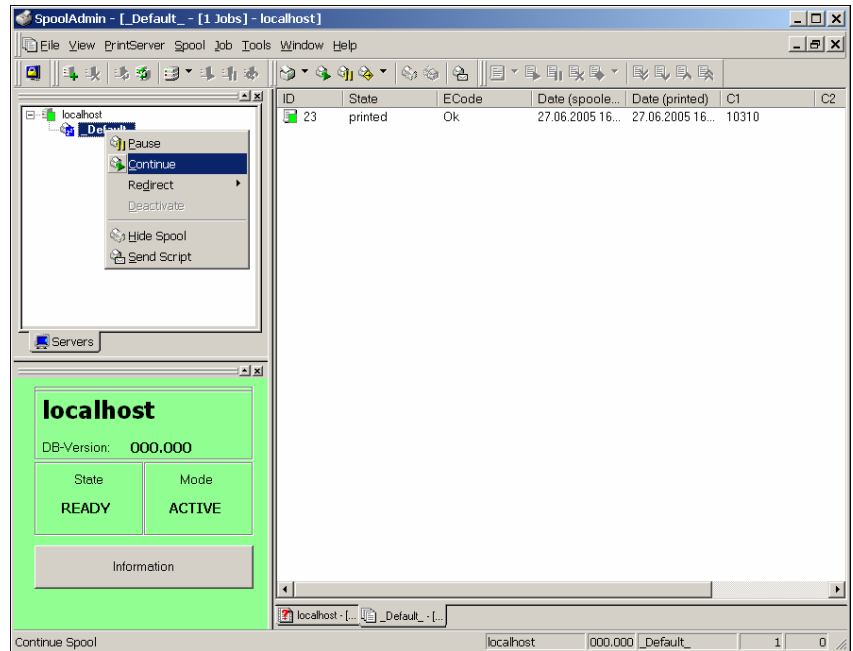 SpoolAdmin - [_Default_ - [1 Jobs] - localhost]
File View PrintServer Spool Job Tools Window Help
localhost
_Default_
Pause
Continue
Redirect
Deactivate
Hide Spool
Send Script
Servers
ID State ECode Date (spoole... Date (printed) C1 C2
23 printed Ok 27.06.2005 16... 27.06.2005 16... 10310
localhost
DB-Version: 000.000
State Mode
READY ACTIVE
Information
localhost - [... _Default_ - [...
Continue Spool localhost 000.000 _Default_ 1 0